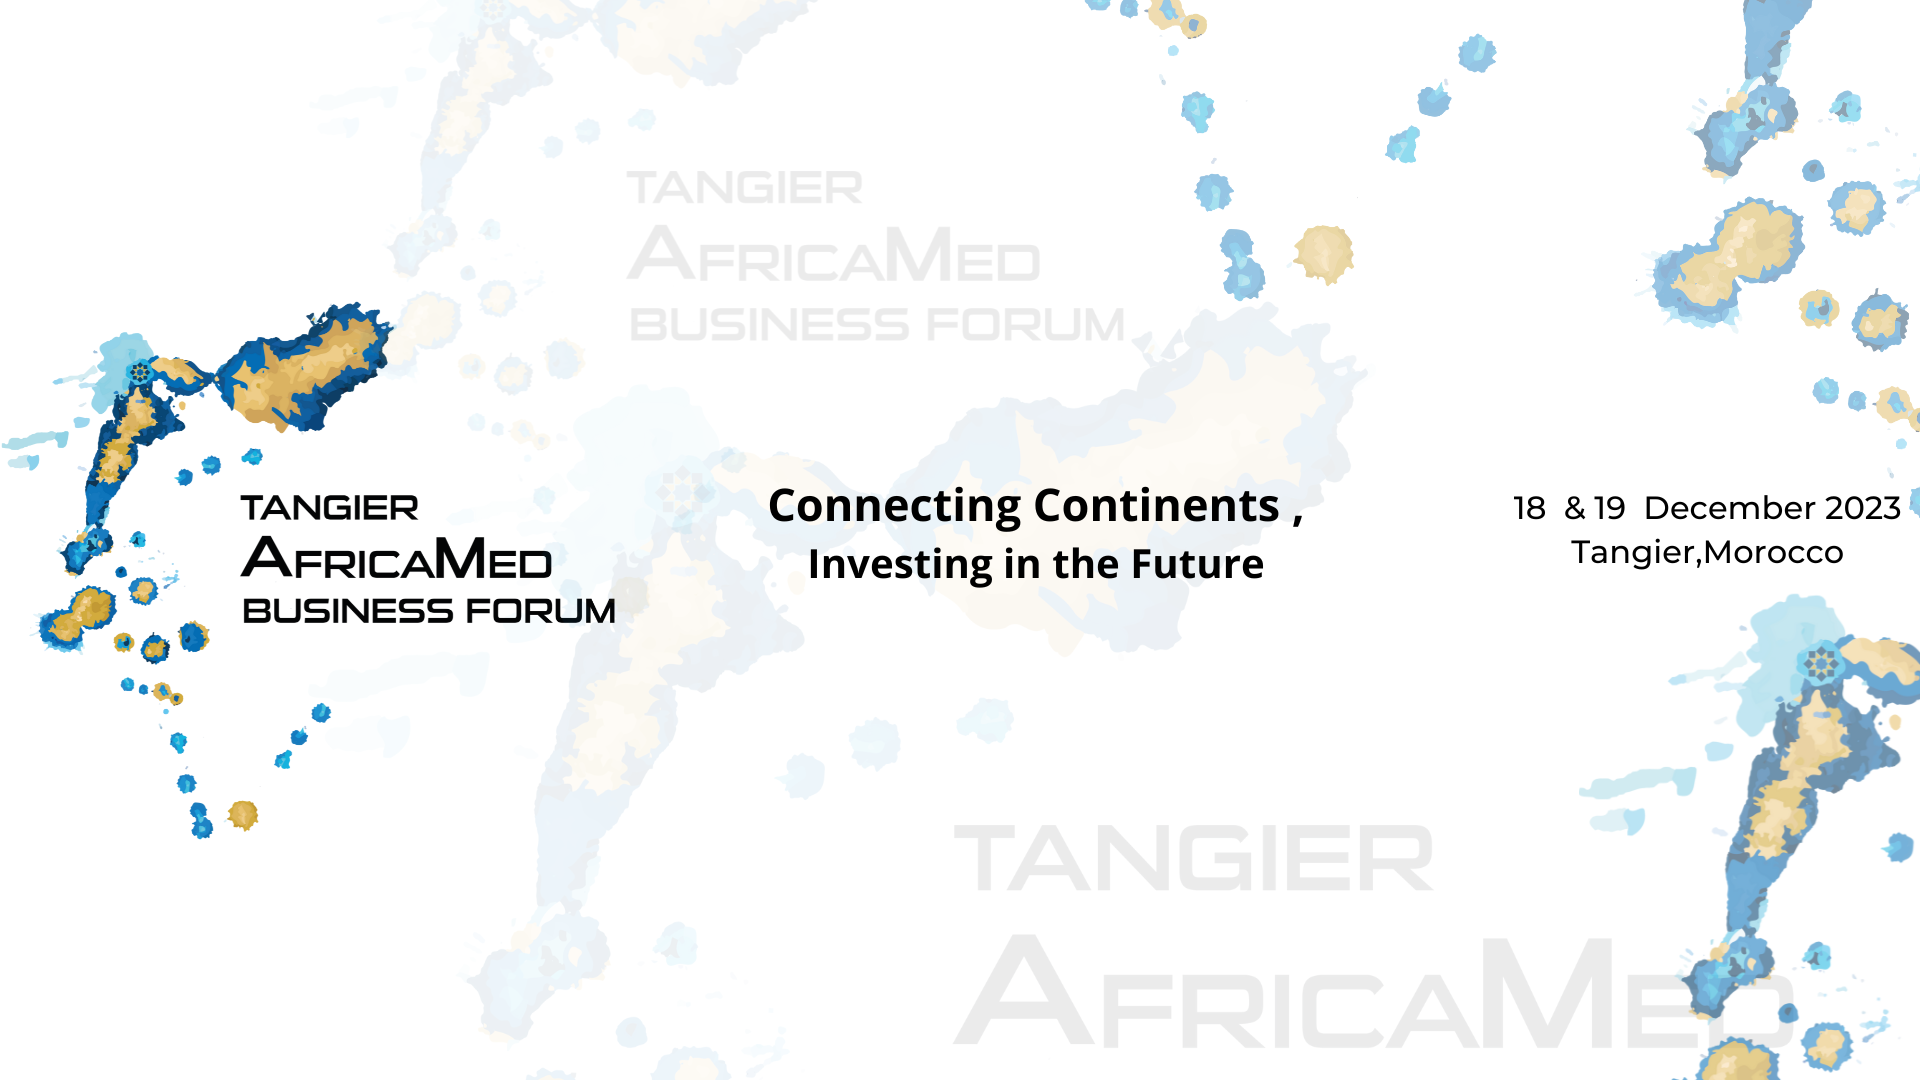 TANGIER
AFRICAMED
BUSINESS FORUM
TANGIER
AFRICAMED
BUSINESS FORUM
Connecting Continents ,
Investing in the Future
18 & 19 December 2023
Tangier,Morocco
TANGIER
AFRICAMED